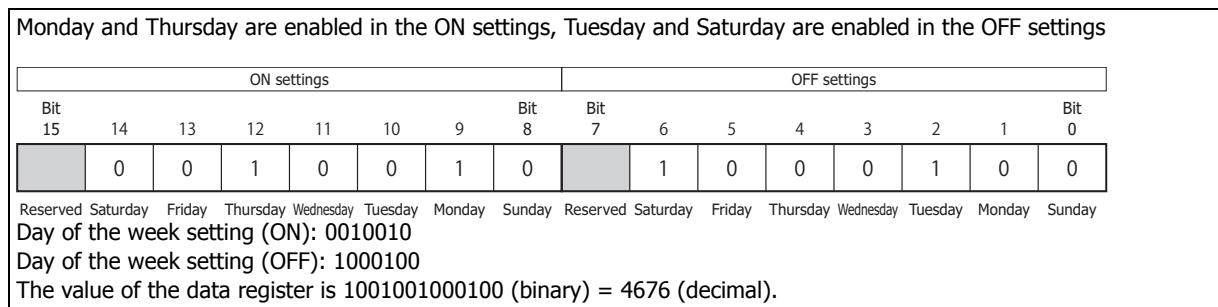 Monday and Thursday are enabled in the ON settings, Tuesday and Saturday are enabled in the OFF settings
ON settings OFF settings
Bit Bit Bit Bit
15 14 13 12 11 10 9 8 7 6 5 4 3 2 1 0
0 0 1 0 0 1 0 1 0 0 0 1 0 0
Reserved Saturday Friday Thursday Wednesday Tuesday Monday Sunday Reserved Saturday Friday Thursday Wednesday Tuesday Monday Sunday
Day of the week setting (ON): 0010010
Day of the week setting (OFF): 1000100
The value of the data register is 1001001000100 (binary) = 4676 (decimal).